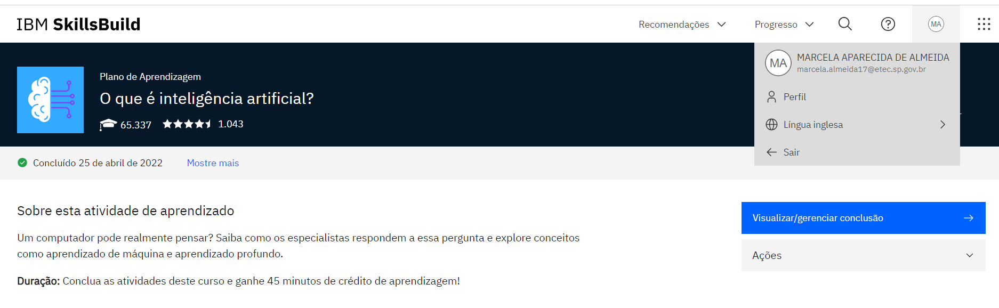 IBM SkillsBuild
Recomendações
Progresso
MA
MA
MARCELA APARECIDA DE ALMEIDA
marcela.almeida17@etec.sp.gov.br
Perfil
Língua inglesa
Sair
Plano de Aprendizagem
O que é inteligência artificial?
65.337
1.043
Concluído 25 de abril de 2022
Mostre mais
Sobre esta atividade de aprendizado
Um computador pode realmente pensar? Saiba como os especialistas respondem a essa pergunta e explore conceitos
como aprendizado de máquina e aprendizado profundo.
Duração: Conclua as atividades deste curso e ganhe 45 minutos de crédito de aprendizagem!
Visualizar/gerenciar conclusão
Ações